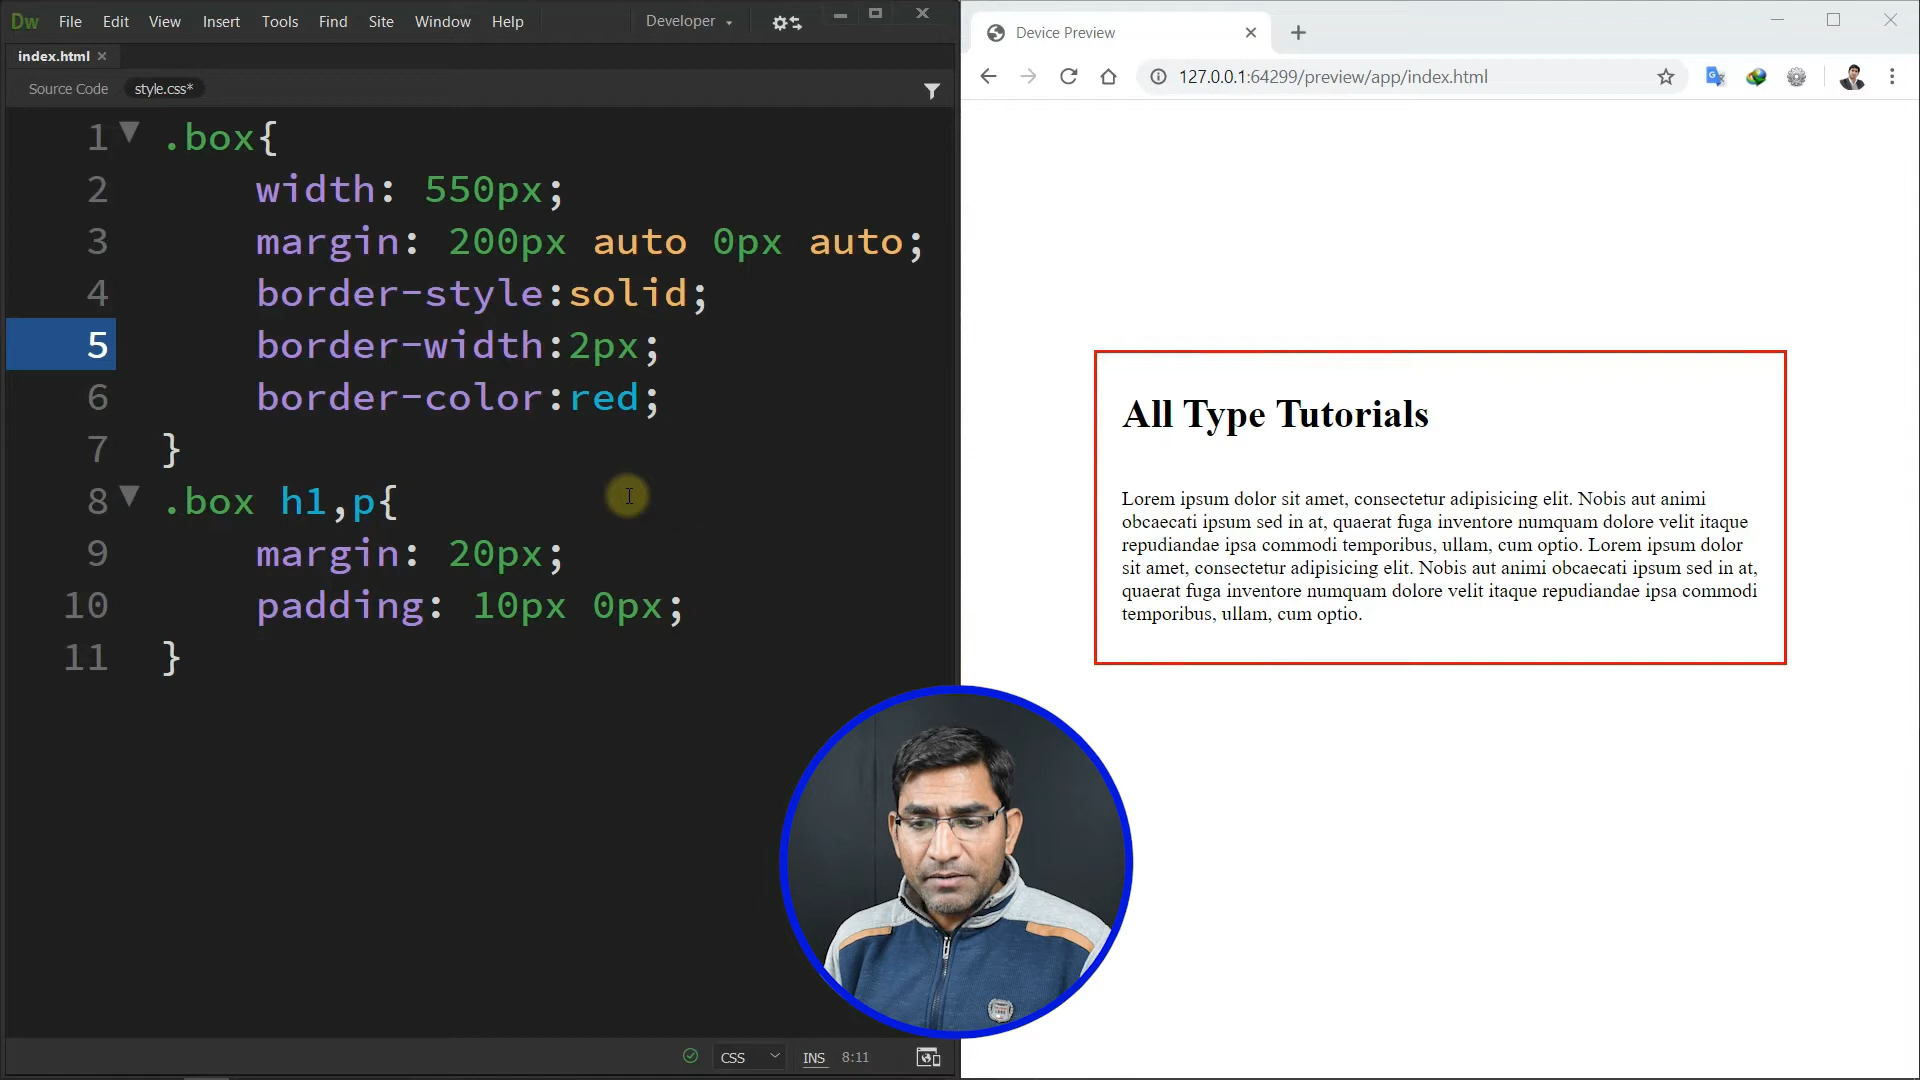 Dw File Edit View Insert Tools Find Site Window Help Developer
index.html
Source Code style.css*
1 .box{
2 width: 550px;
3 margin: 200px auto 0px auto;
4 border-style:solid;
5 border-width:2px;
6 border-color:red;
7 }
8 .box h1,p{
9 margin: 20px;
10 padding: 10px 0px;
11 }
CSS INS 8:11
Device Preview
127.0.0.1:64299/preview/app/index.html
All Type Tutorials
Lorem ipsum dolor sit amet, consectetur adipisicing elit. Nobis aut animi
obcaecati ipsum sed in at, quaerat fuga inventore numquam dolore velit itaque
repudiandae ipsa commodi temporibus, ullam, cum optio. Lorem ipsum dolor
sit amet, consectetur adipisicing elit. Nobis aut animi obcaecati ipsum sed in at,
quaerat fuga inventore numquam dolore velit itaque repudiandae ipsa commodi
temporibus, ullam, cum optio.